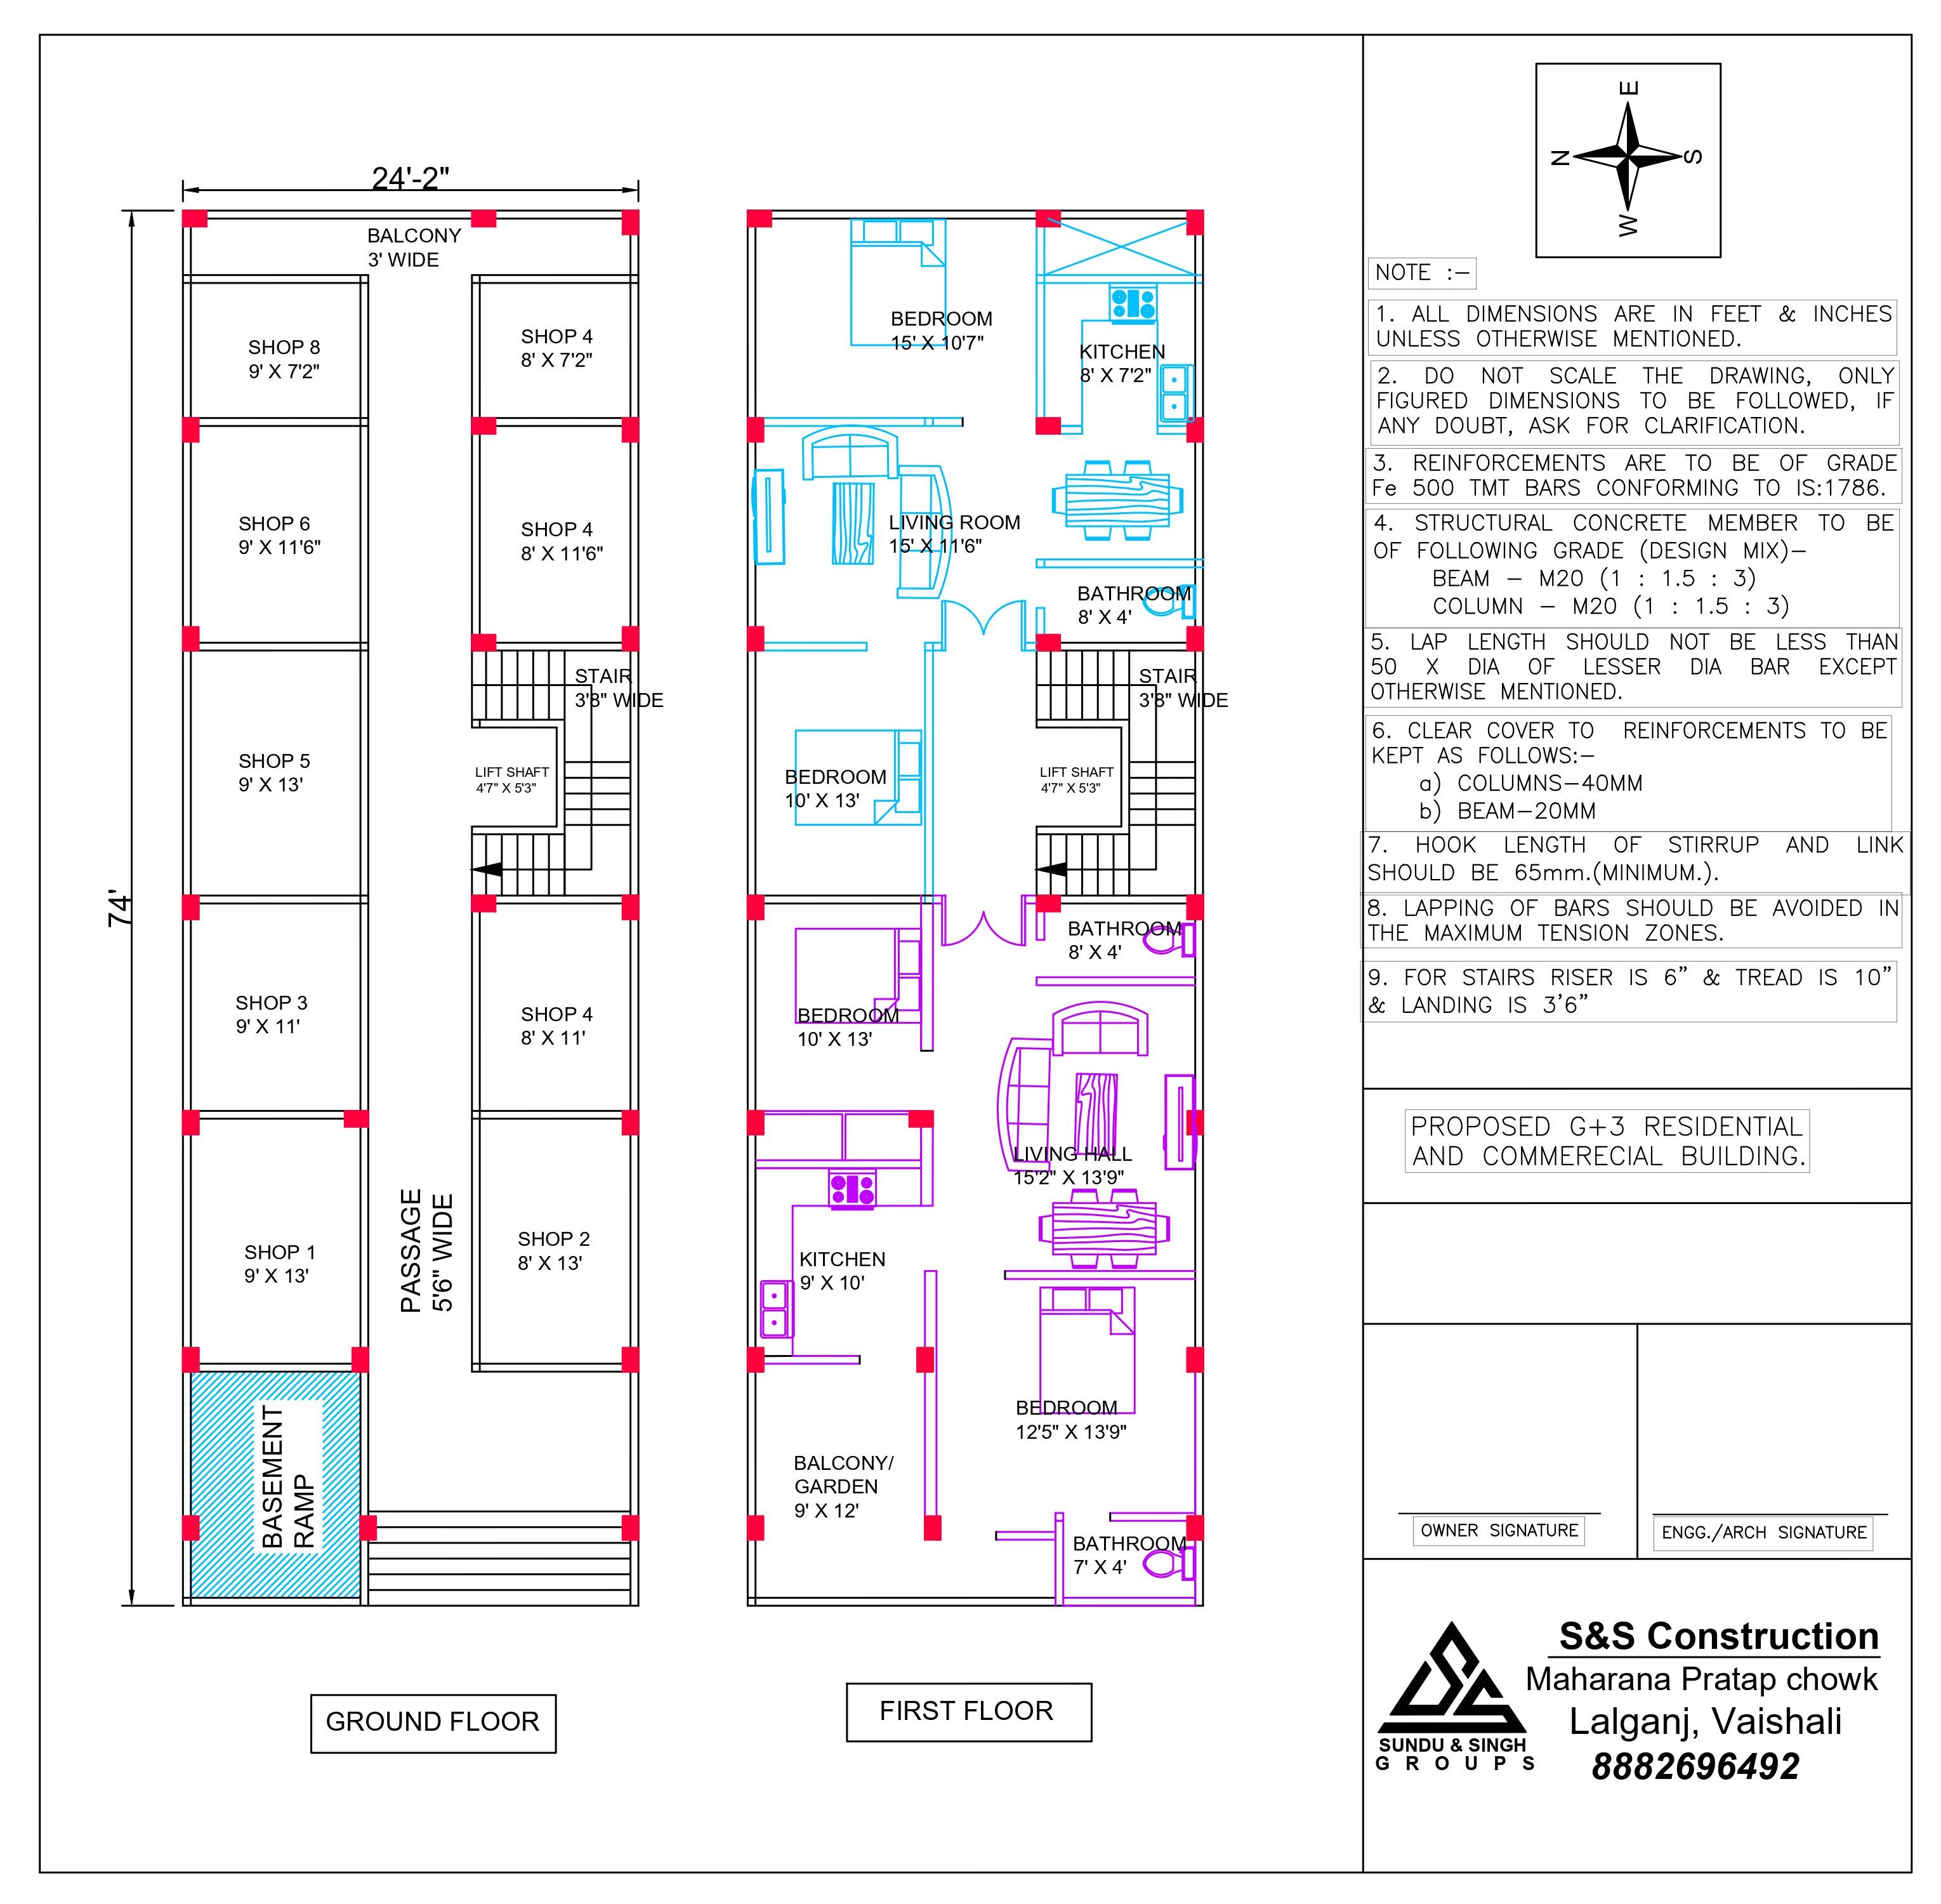 24'-2"
74'
BALCONY
3' WIDE
SHOP 8
9' X 7'2"
SHOP 4
8' X 7'2"
SHOP 6
9' X 11'6"
SHOP 4
8' X 11'6"
STAIR
3'8" WIDE
SHOP 5
9' X 13'
LIFT SHAFT
4'7" X 5'3"
SHOP 3
9' X 11'
SHOP 4
8' X 11'
SHOP 1
9' X 13'
PASSAGE
5'6" WIDE
SHOP 2
8' X 13'
BASEMENT
RAMP
GROUND FLOOR
BEDROOM
15' X 10'7"
KITCHEN
8' X 7'2"
LIVING ROOM
15' X 11'6"
BATHROOM
8' X 4'
STAIR
3'8" WIDE
BEDROOM
10' X 13'
LIFT SHAFT
4'7" X 5'3"
BATHROOM
8' X 4'
BEDROOM
10' X 13'
LIVING HALL
15'2" X 13'9"
KITCHEN
9' X 10'
BEDROOM
12'5" X 13'9"
BALCONY/
GARDEN
9' X 12'
BATHROOM
7' X 4'
FIRST FLOOR
E
N
S
W
NOTE :-
1. ALL DIMENSIONS ARE IN FEET & INCHES
UNLESS OTHERWISE MENTIONED.
2. DO NOT SCALE THE DRAWING, ONLY
FIGURED DIMENSIONS TO BE FOLLOWED, IF
ANY DOUBT, ASK FOR CLARIFICATION.
3. REINFORCEMENTS ARE TO BE OF GRADE
Fe 500 TMT BARS CONFORMING TO IS:1786.
4. STRUCTURAL CONCRETE MEMBER TO BE
OF FOLLOWING GRADE (DESIGN MIX)-
BEAM - M20 (1 : 1.5 : 3)
COLUMN - M20 (1 : 1.5 : 3)
5. LAP LENGTH SHOULD NOT BE LESS THAN
50 X DIA OF LESSER DIA BAR EXCEPT
OTHERWISE MENTIONED.
6. CLEAR COVER TO REINFORCEMENTS TO BE
KEPT AS FOLLOWS:-
a) COLUMNS-40MM
b) BEAM-20MM
7. HOOK LENGTH OF STIRRUP AND LINK
SHOULD BE 65mm.(MINIMUM.).
8. LAPPING OF BARS SHOULD BE AVOIDED IN
THE MAXIMUM TENSION ZONES.
9. FOR STAIRS RISER IS 6” & TREAD IS 10”
& LANDING IS 3’6”
PROPOSED G+3 RESIDENTIAL
AND COMMERECIAL BUILDING.
OWNER SIGNATURE
ENGG./ARCH SIGNATURE
SUNDU & SINGH
GROUPS
S&S Construction
Maharana Pratap chowk
Lalganj, Vaishali
8882696492